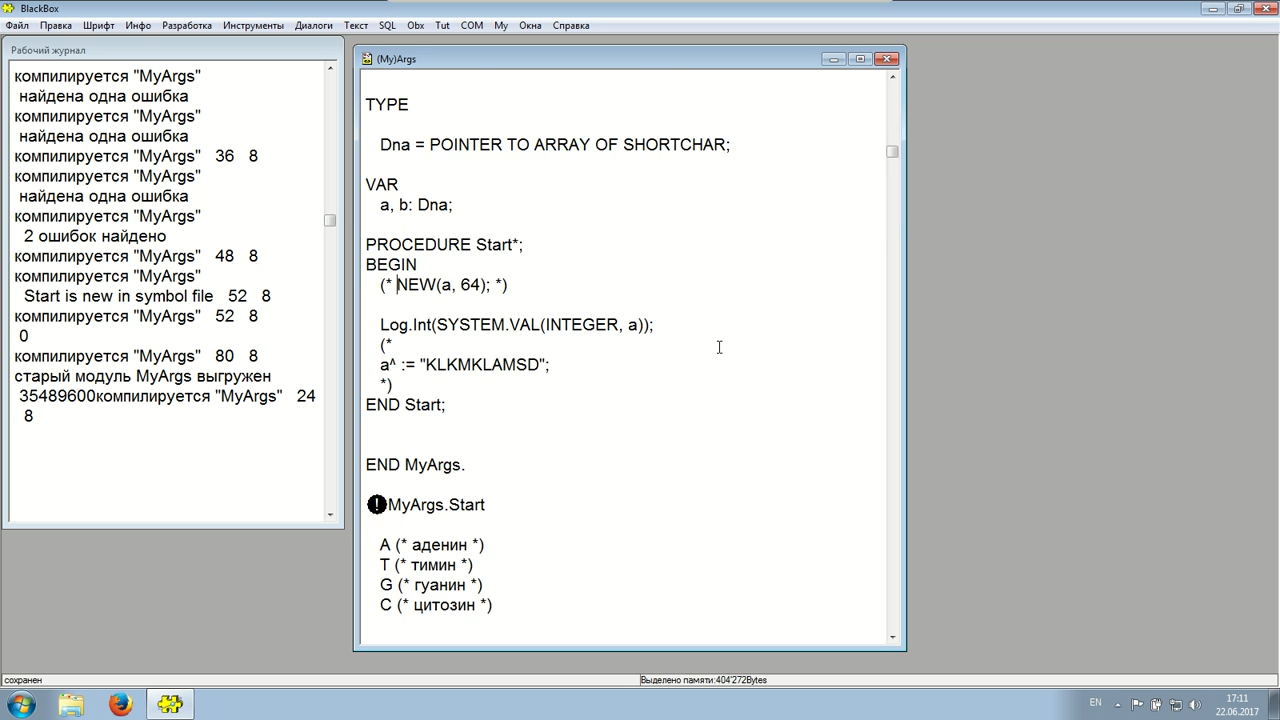 BlackBox
Файл Правка Шрифт Инфо Разработка Инструменты Диалоги Текст SQL Obx Tut COM My Окна Справка
Рабочий журнал
компилируется "MyArgs"
найдена одна ошибка
компилируется "MyArgs"
найдена одна ошибка
компилируется "MyArgs" 36 8
компилируется "MyArgs"
найдена одна ошибка
компилируется "MyArgs"
2 ошибок найдено
компилируется "MyArgs" 48 8
компилируется "MyArgs"
Start is new in symbol file 52 8
компилируется "MyArgs" 52 8
0
компилируется "MyArgs" 80 8
старый модуль MyArgs выгружен
35489600компилируется "MyArgs" 24
8
(My)Args
TYPE
Dna = POINTER TO ARRAY OF SHORTCHAR;
VAR
a, b: Dna;
PROCEDURE Start*;
BEGIN
(* NEW(a, 64); *)
Log.Int(SYSTEM.VAL(INTEGER, a));
(*
a^ := "KLKMKLAMSD";
*)
END Start;
END MyArgs.
!MyArgs.Start
A (* аденин *)
T (* тимин *)
G (* гуанин *)
C (* цитозин *)
сохранен
Выделено памяти:404'272Bytes
EN
17:11
22.06.2017